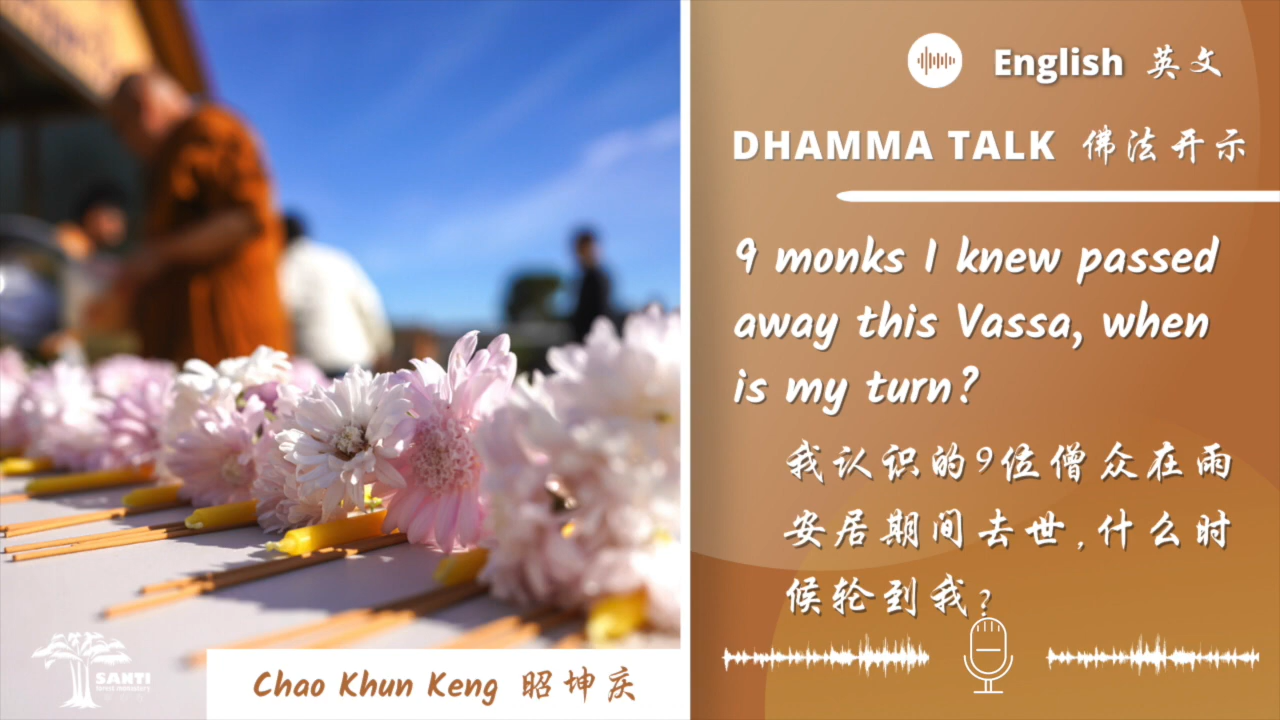 English 英文
DHAMMA TALK 佛法开示
9 monks I knew passed
away this Vassa, when
is my turn?
我认识的9位僧众在雨
安居期间去世,什么时
候轮到我?
SANTI
forest monastery
Chao Khun Keng 昭坤庆